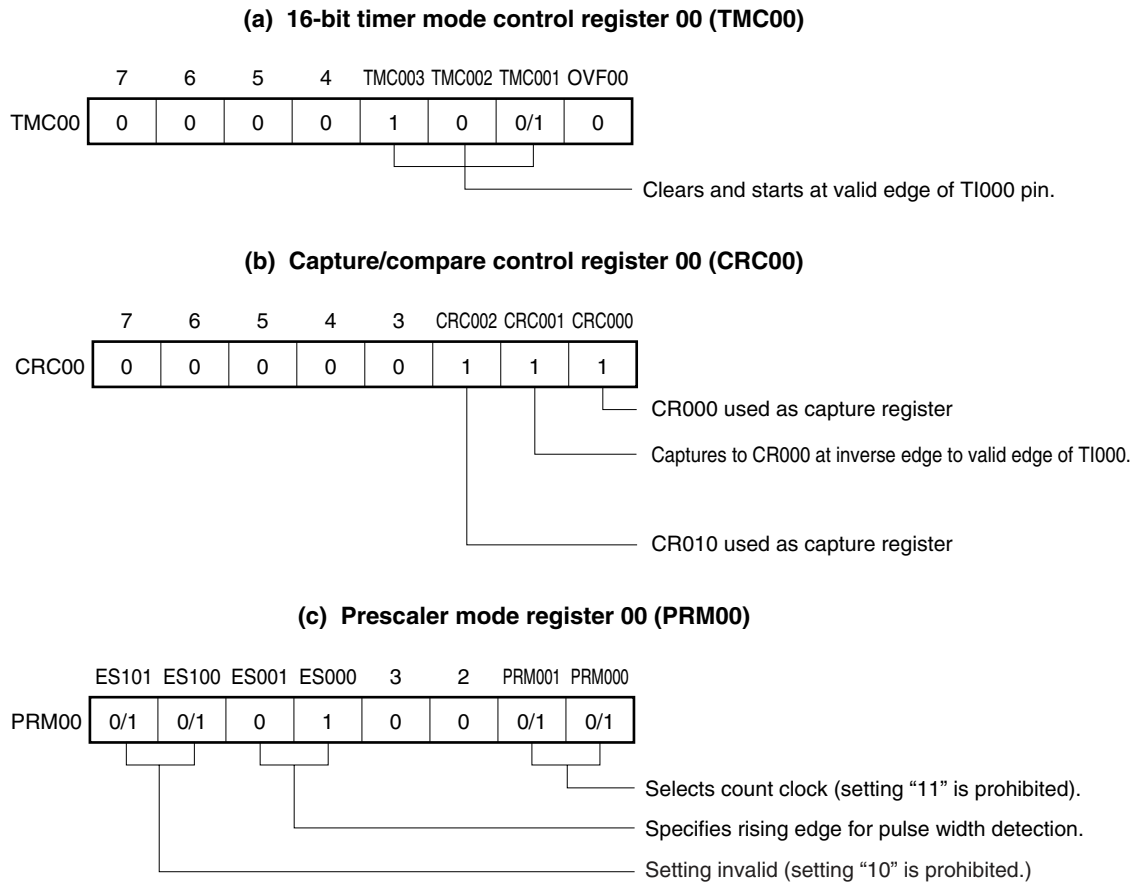 (a) 16-bit timer mode control register 00 (TMC00)
7 6 5 4 TMC003 TMC002 TMC001 OVF00
TMC00 0 0 0 0 1 0 0/1 0
Clears and starts at valid edge of TI000 pin.
(b) Capture/compare control register 00 (CRC00)
7 6 5 4 3 CRC002 CRC001 CRC000
CRC00 0 0 0 0 0 1 1 1
CR000 used as capture register
Captures to CR000 at inverse edge to valid edge of TI000.
CR010 used as capture register
(c) Prescaler mode register 00 (PRM00)
ES101 ES100 ES001 ES000 3 2 PRM001 PRM000
PRM00 0/1 0/1 0 1 0 0 0/1 0/1
Selects count clock (setting “11” is prohibited).
Specifies rising edge for pulse width detection.
Setting invalid (setting “10” is prohibited.)